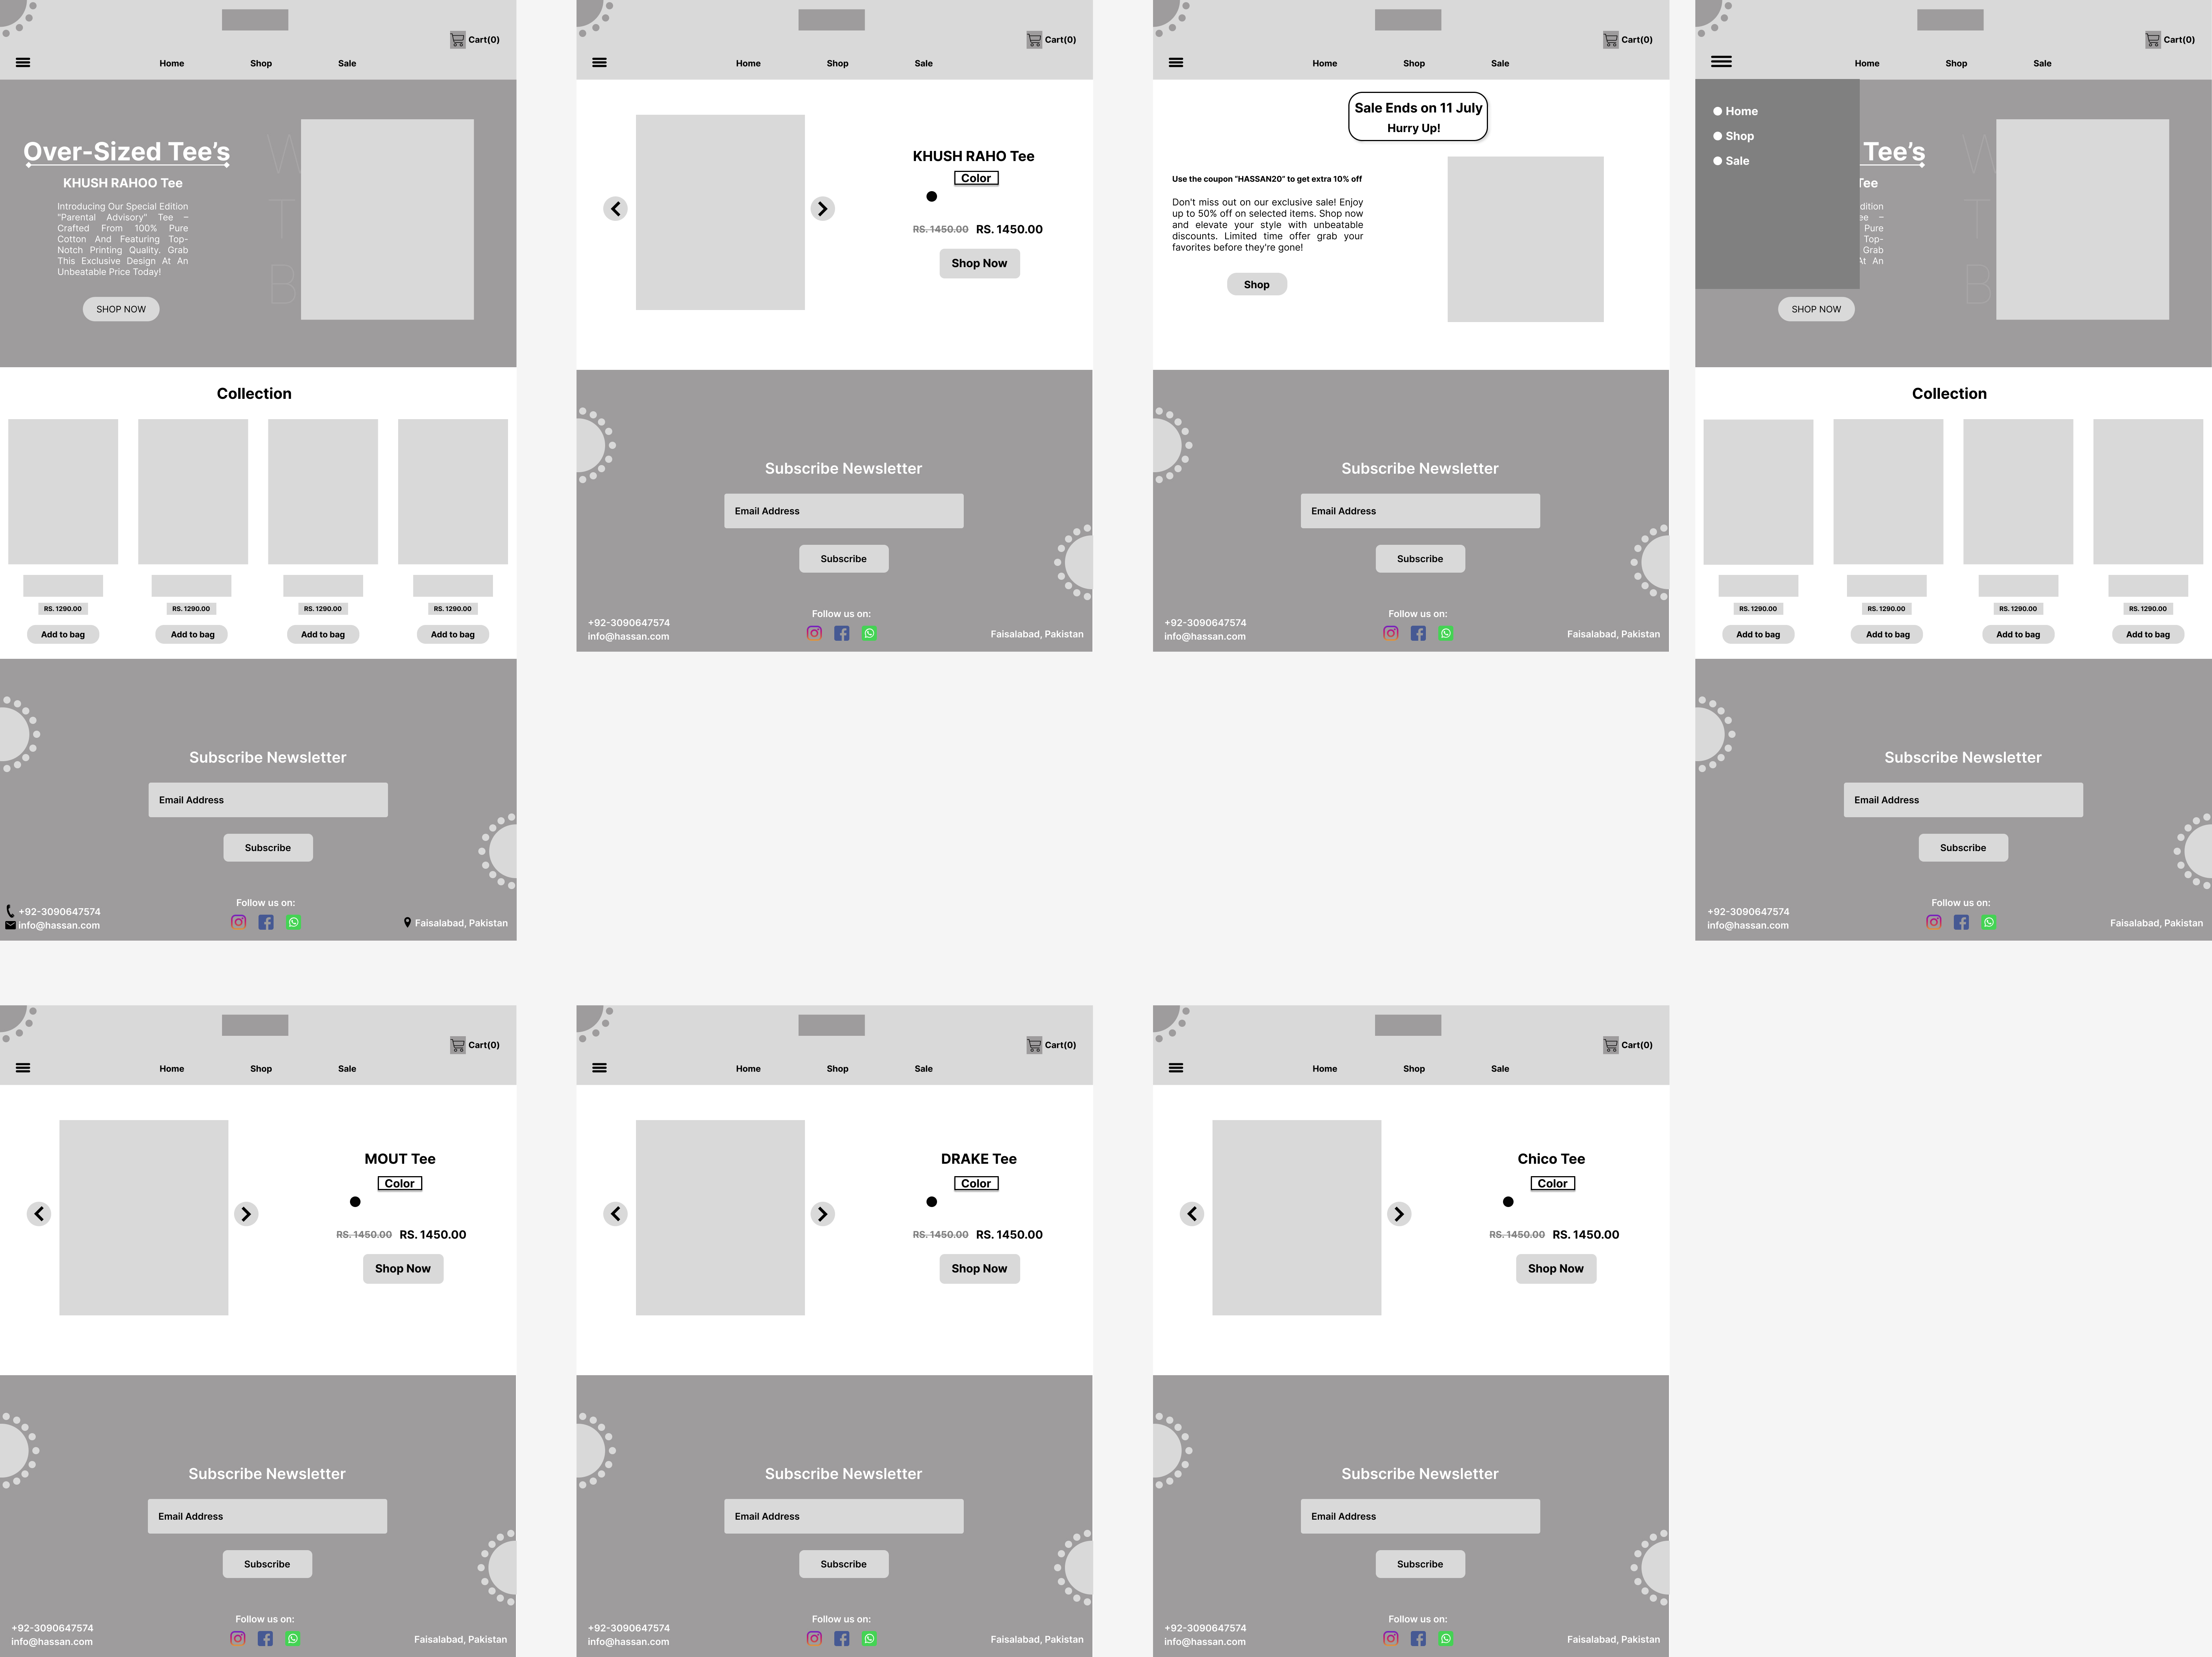 Cart(0)
Home Shop Sale
Over-Sized Tee's
KHUSH RAHOO Tee
Introducing Our Special Edition
"Parental Advisory" Tee –
Crafted From 100% Pure
Cotton And Featuring Top-
Notch Printing Quality. Grab
This Exclusive Design At An
Unbeatable Price Today!
SHOP NOW
W
T
B
Collection
RS. 1290.00 RS. 1290.00 RS. 1290.00 RS. 1290.00
Add to bag Add to bag Add to bag Add to bag
Subscribe Newsletter
Email Address
Subscribe
Follow us on:
+92-3090647574
info@hassan.com
Faisalabad, Pakistan
Cart(0)
Home Shop Sale
KHUSH RAHO Tee
Color
RS. 1450.00 RS. 1450.00
Shop Now
Subscribe Newsletter
Email Address
Subscribe
Follow us on:
+92-3090647574
info@hassan.com
Faisalabad, Pakistan
Cart(0)
Home Shop Sale
Sale Ends on 11 July
Hurry Up!
Use the coupon "HASSAN20" to get extra 10% off
Don't miss out on our exclusive sale! Enjoy
up to 50% off on selected items. Shop now
and elevate your style with unbeatable
discounts. Limited time offer grab your
favorites before they're gone!
Shop
Subscribe Newsletter
Email Address
Subscribe
Follow us on:
+92-3090647574
info@hassan.com
Faisalabad, Pakistan
Cart(0)
Home Shop Sale
Home
Shop
Sale
Tee's
Tee
dition
ee –
Pure
Top-
Grab
At An
SHOP NOW
W
T
B
Collection
RS. 1290.00 RS. 1290.00 RS. 1290.00 RS. 1290.00
Add to bag Add to bag Add to bag Add to bag
Subscribe Newsletter
Email Address
Subscribe
Follow us on:
+92-3090647574
info@hassan.com
Faisalabad, Pakistan
Cart(0)
Home Shop Sale
MOUT Tee
Color
RS. 1450.00 RS. 1450.00
Shop Now
Subscribe Newsletter
Email Address
Subscribe
Follow us on:
+92-3090647574
info@hassan.com
Faisalabad, Pakistan
Cart(0)
Home Shop Sale
DRAKE Tee
Color
RS. 1450.00 RS. 1450.00
Shop Now
Subscribe Newsletter
Email Address
Subscribe
Follow us on:
+92-3090647574
info@hassan.com
Faisalabad, Pakistan
Cart(0)
Home Shop Sale
Chico Tee
Color
RS. 1450.00 RS. 1450.00
Shop Now
Subscribe Newsletter
Email Address
Subscribe
Follow us on:
+92-3090647574
info@hassan.com
Faisalabad, Pakistan